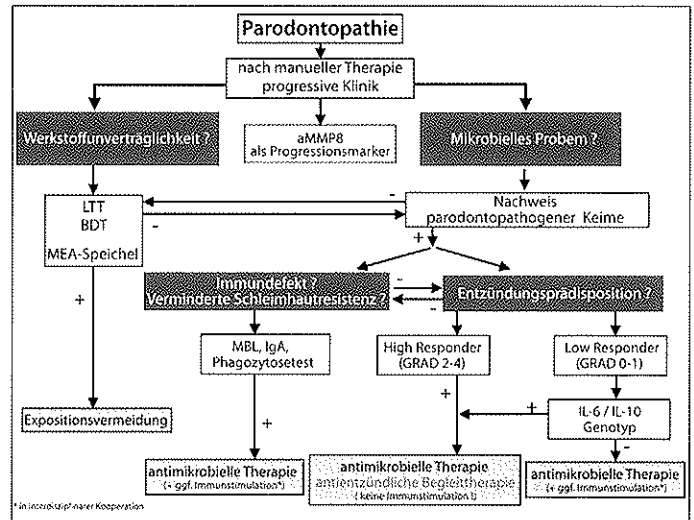 Parodontopathie
nach manueller Therapie
progressive Klinik
Werkstoffunverträglichkeit ?
aMMP8
als Progressionsmarker
Mikrobielles Probem ?
LTT
BDT
MEA-Speichel
-
-
Nachweis
parodontopathogener Keime
+
+
Immundefekt ?
Verminderte Schleimhautresistenz ?
-
-
Entzündungsprädisposition ?
MBL, IgA,
Phagozytosetest
High Responder
(GRAD 2-4)
Low Responder
(GRAD 0-1)
+
+
+
IL-6 / IL-10
Genotyp
-
Expositionsvermeidung
antimikrobielle Therapie
(+ ggf. Immunstimulation*)
antimikrobielle Therapie
antientzündliche Begleittherapie
( keine Immunstimulation !)
antimikrobielle Therapie
(+ ggf. Immunstimulation*)
* in interdisziplinarer Kooperation